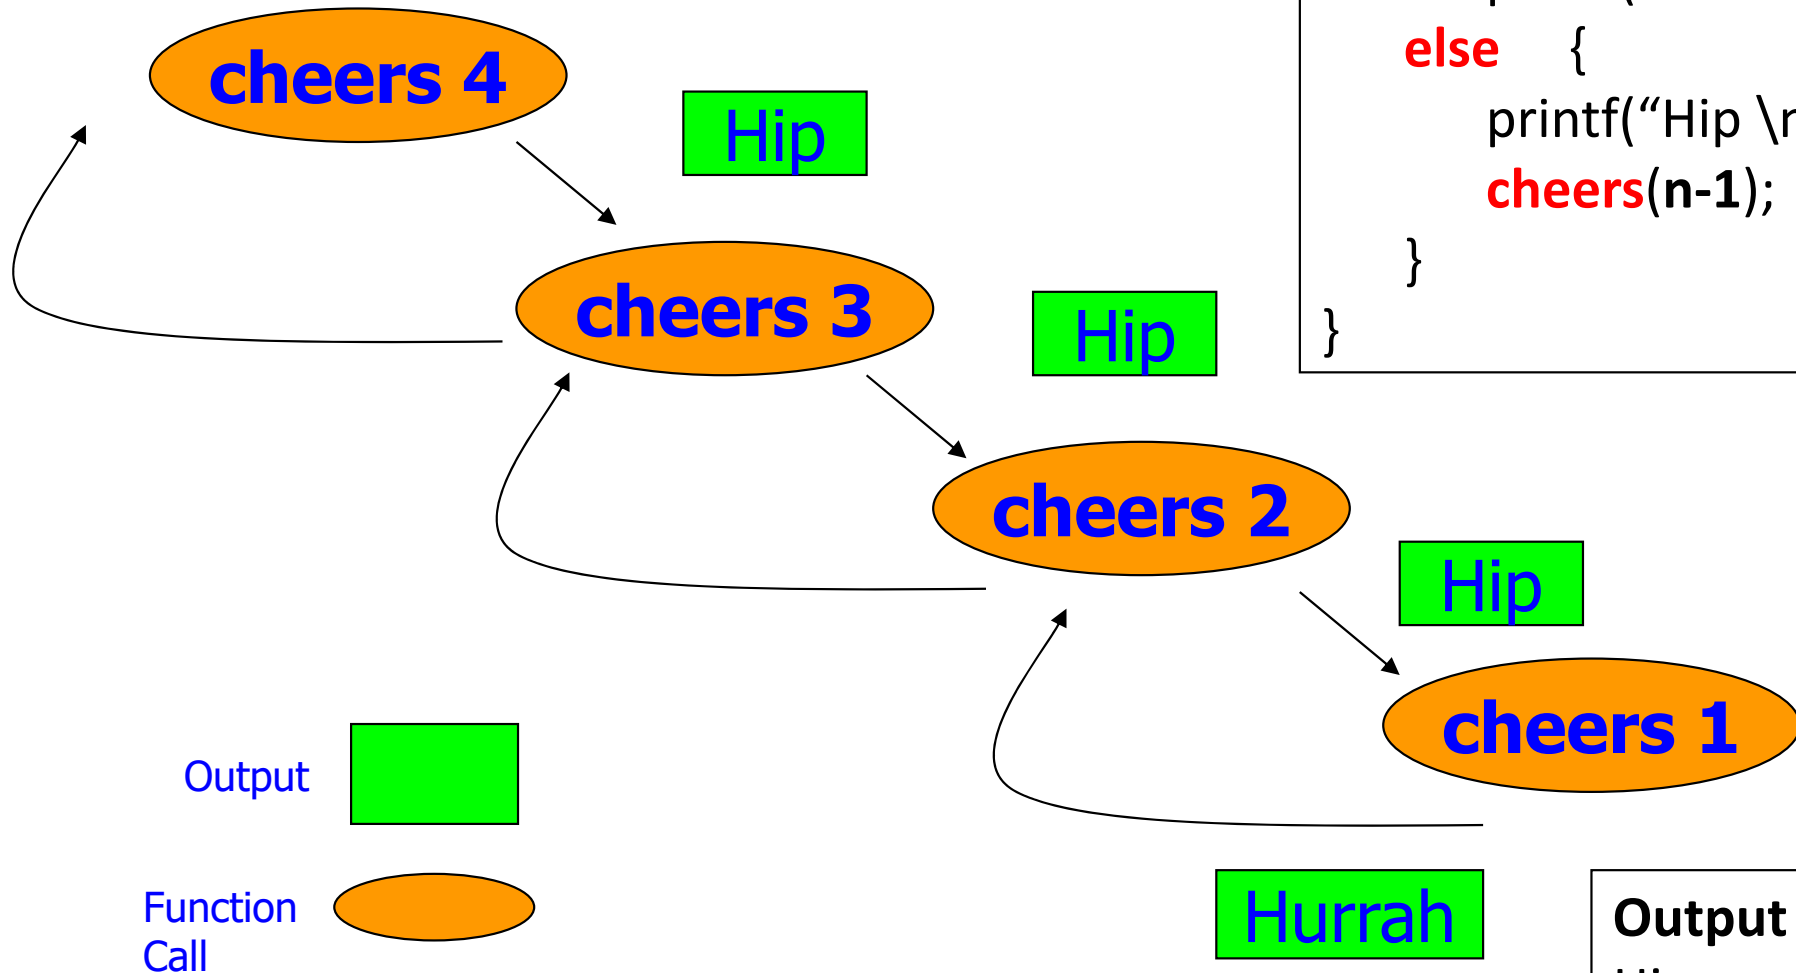 cheers 4
Hip
cheers 3
Hip
cheers 2
Hip
cheers 1
Hurrah
else {
printf(“Hip \n
cheers(n-1);
}
}
Output
Function
Call
Output